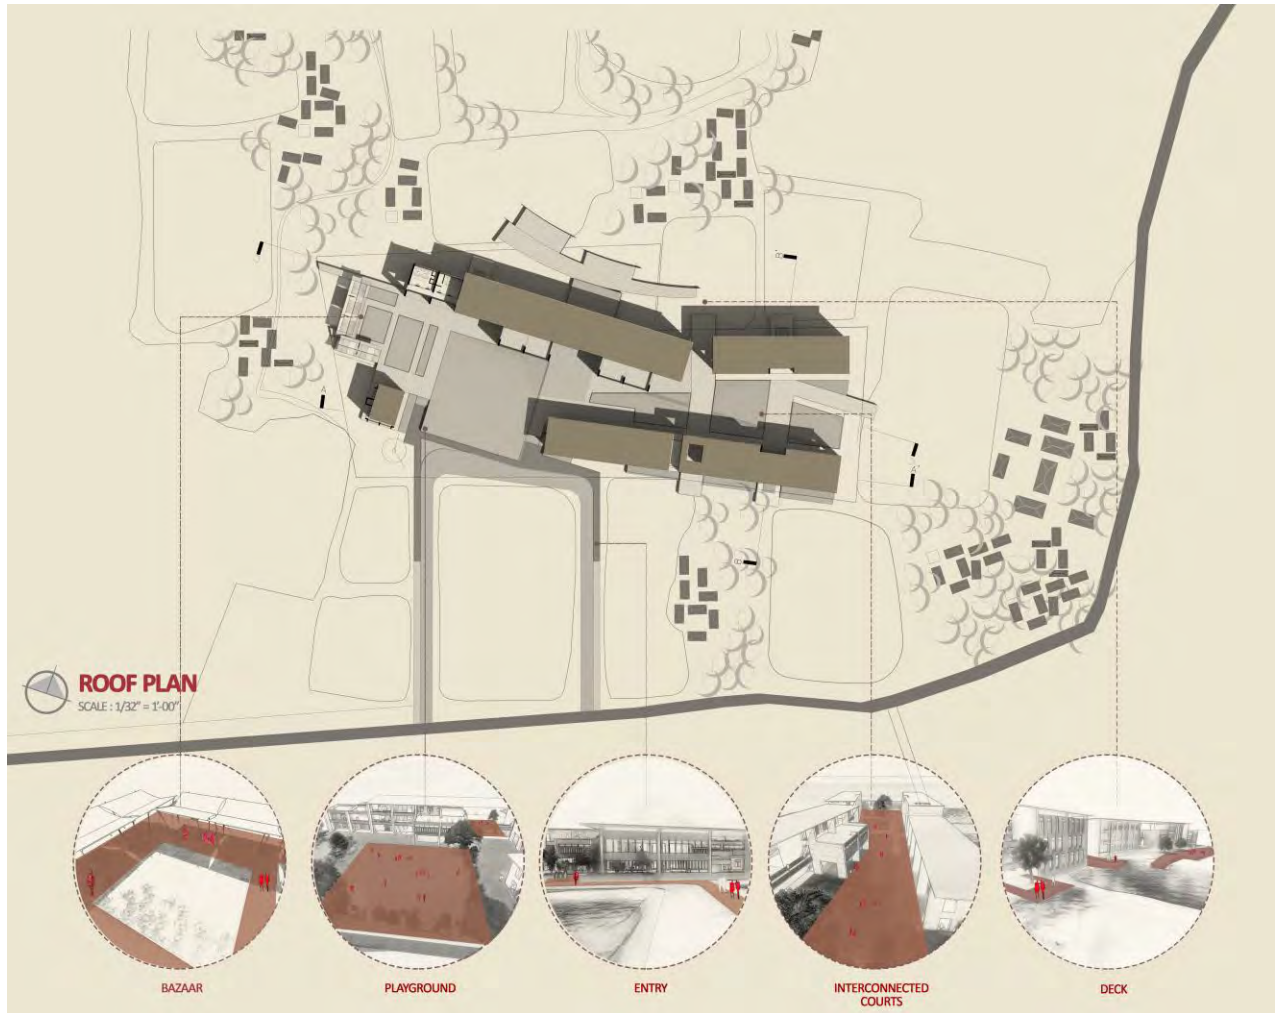 ROOF PLAN
SCALE : 1/32" = 1'-00"
BAZAAR
PLAYGROUND
ENTRY
INTERCONNECTED
COURTS
DECK